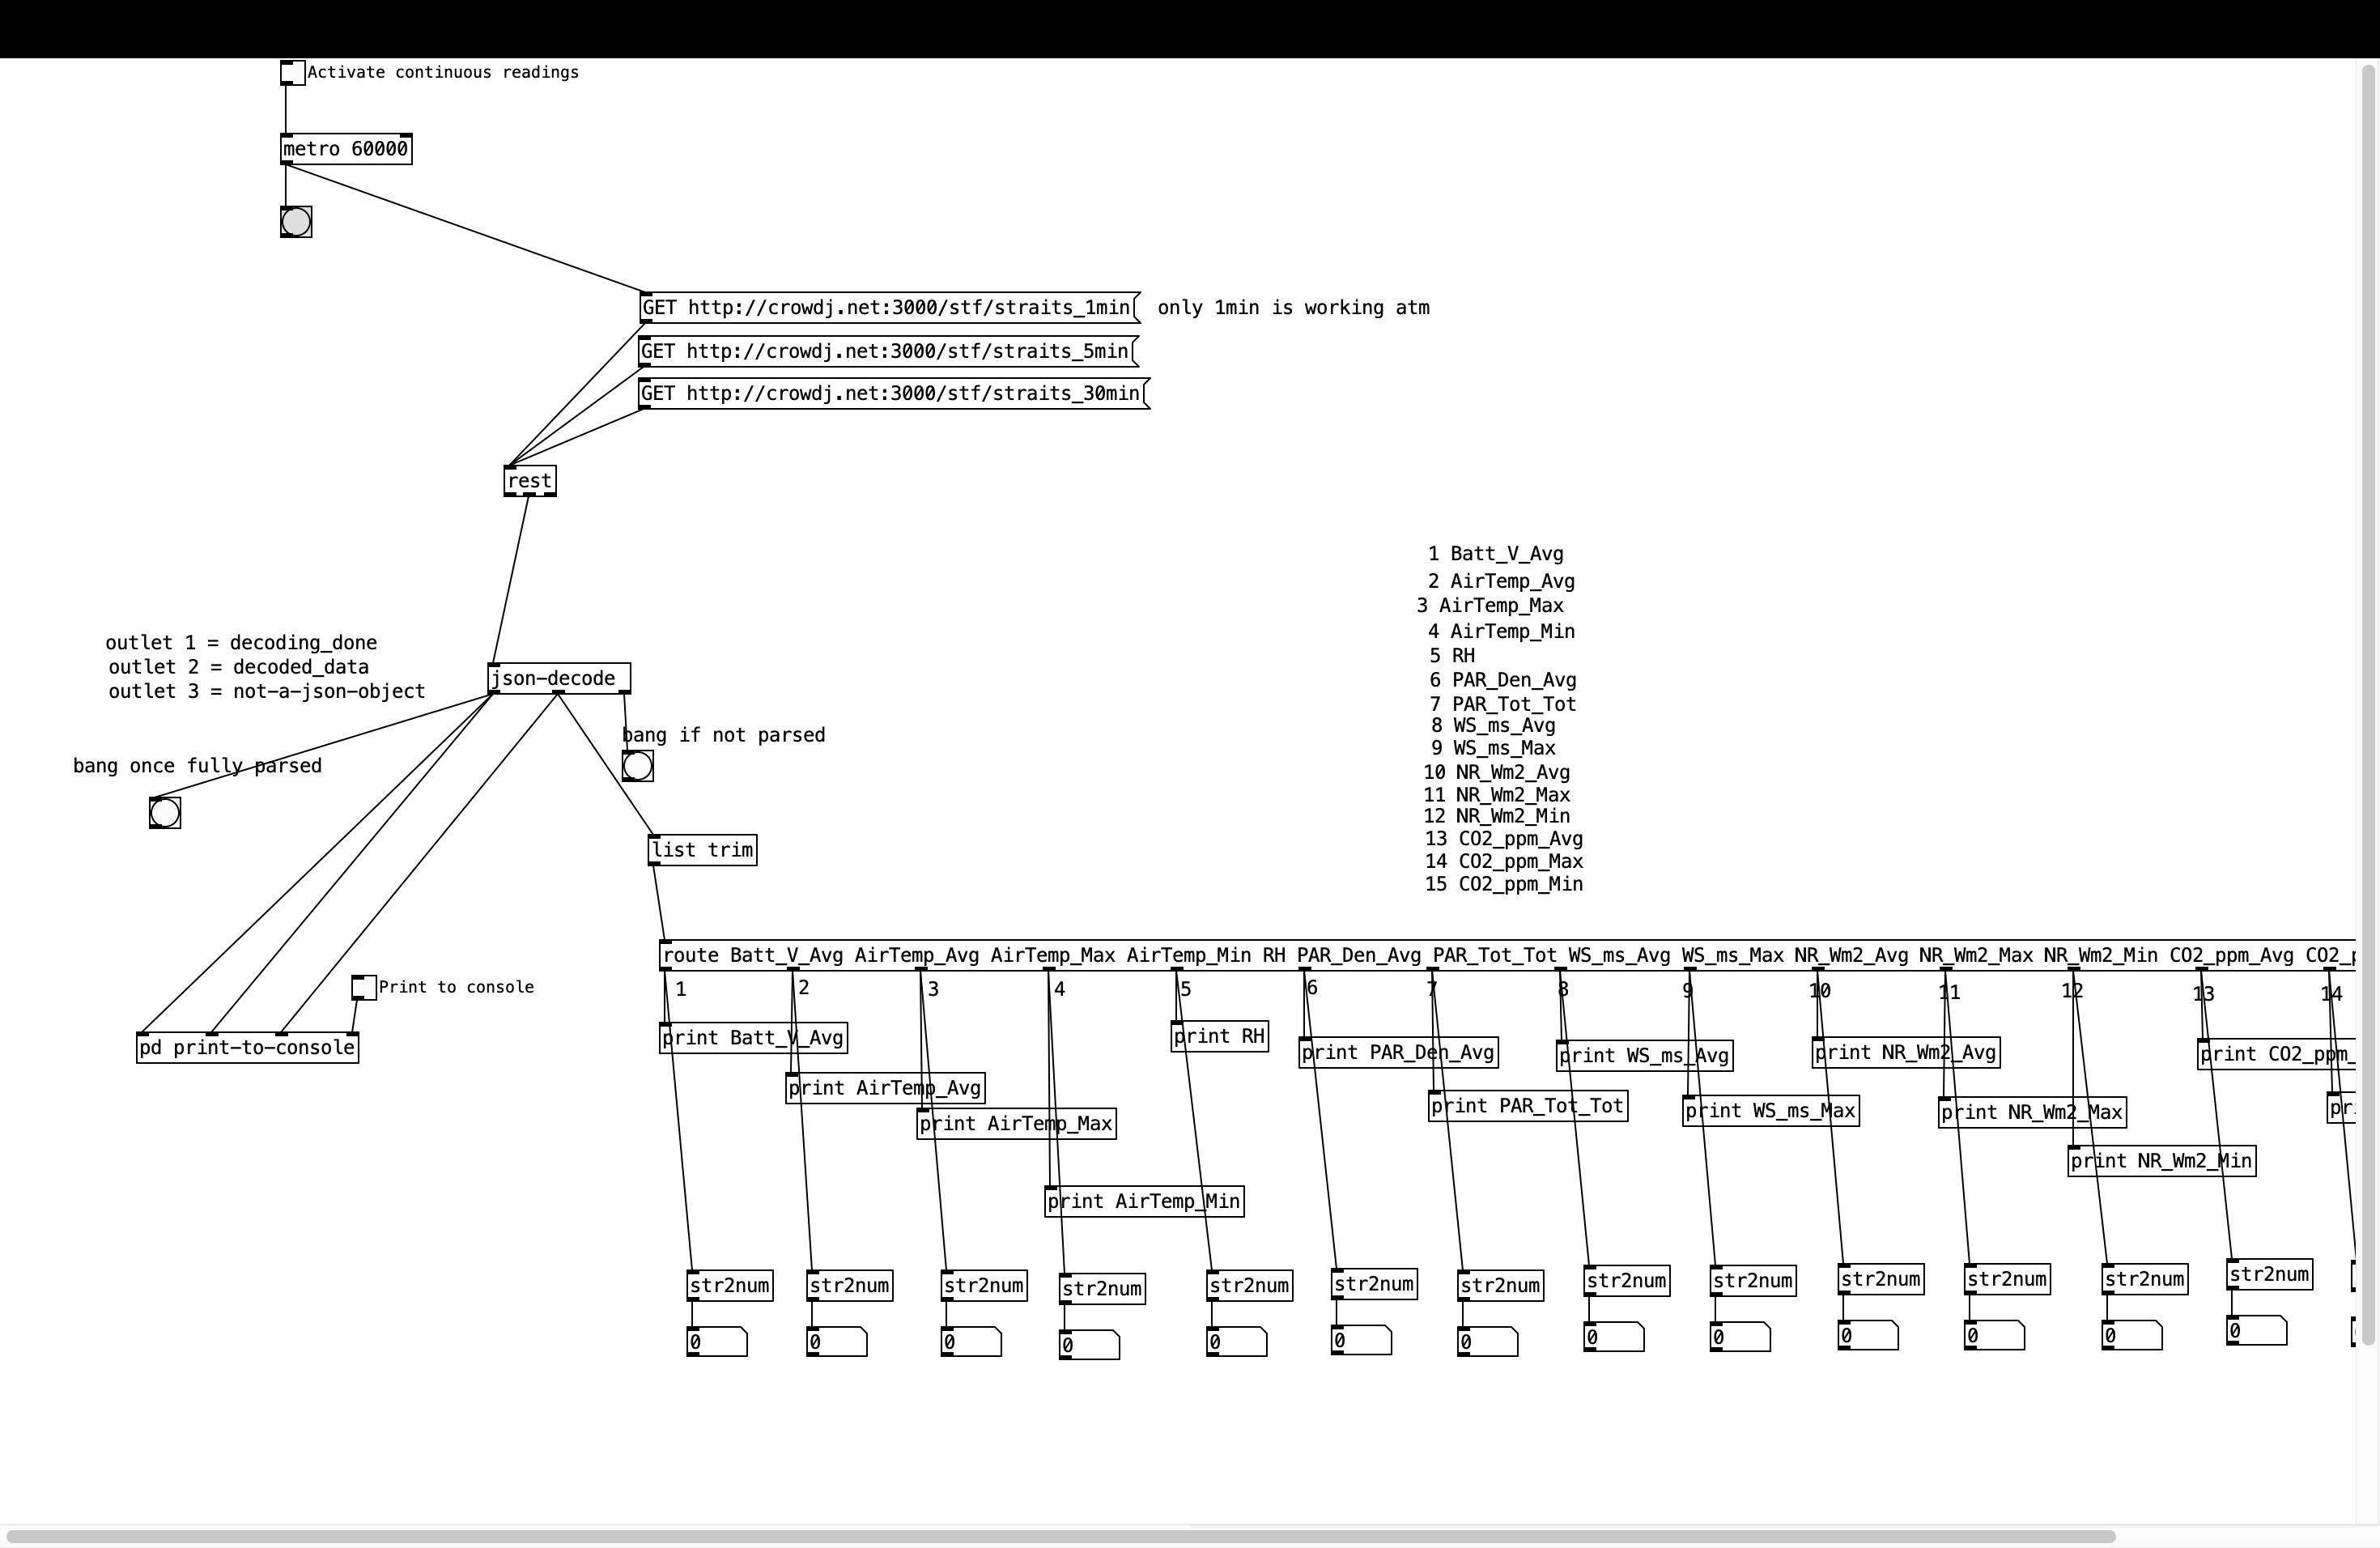 Activate continuous readings
metro 60000
GET http://crowdj.net:3000/stf/straits_1min
only 1min is working atm
GET http://crowdj.net:3000/stf/straits_5min
GET http://crowdj.net:3000/stf/straits_30min
rest
1 Batt_V_Avg
2 AirTemp_Avg
3 AirTemp_Max
4 AirTemp_Min
5 RH
6 PAR_Den_Avg
7 PAR_Tot_Tot
8 WS_ms_Avg
9 WS_ms_Max
10 NR_Wm2_Avg
11 NR_Wm2_Max
12 NR_Wm2_Min
13 CO2_ppm_Avg
14 CO2_ppm_Max
15 CO2_ppm_Min
outlet 1 = decoding_done
outlet 2 = decoded_data
outlet 3 = not-a-json-object
json-decode
bang if not parsed
bang once fully parsed
list trim
route Batt_V_Avg AirTemp_Avg AirTemp_Max AirTemp_Min RH PAR_Den_Avg PAR_Tot_Tot WS_ms_Avg WS_ms_Max NR_Wm2_Avg NR_Wm2_Max NR_Wm2_Min CO2_ppm_Avg
Print to console
pd print-to-console
1 2 3 4 5 6 7 8 9 10 11 12 13 14
print Batt_V_Avg
print RH
print PAR_Den_Avg
print WS_ms_Avg
print NR_Wm2_Avg
print CO2_ppm_
print AirTemp_Avg
print PAR_Tot_Tot
print WS_ms_Max
print NR_Wm2_Max
print AirTemp_Max
print NR_Wm2_Min
print AirTemp_Min
str2num str2num str2num str2num str2num str2num str2num str2num str2num str2num str2num str2num str2num
0 0 0 0 0 0 0 0 0 0 0 0 0